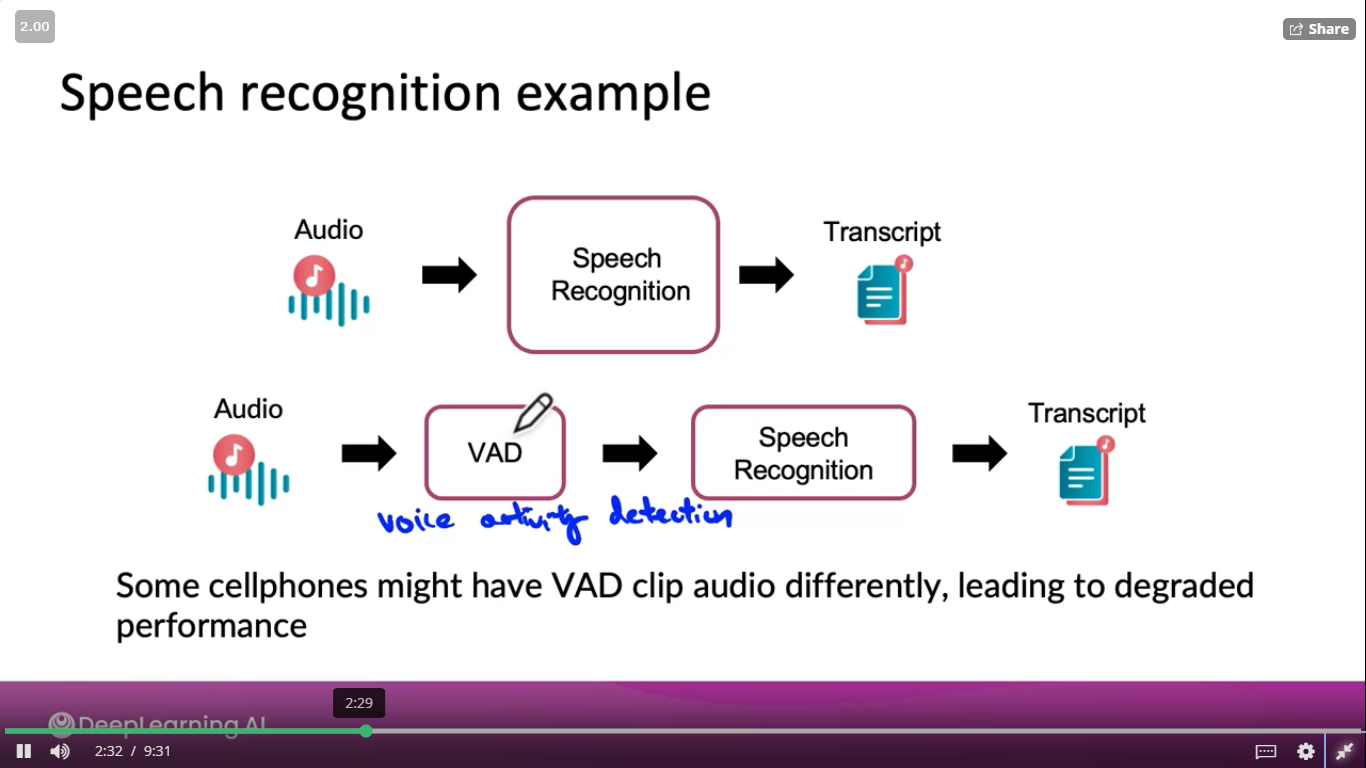 2.00
Share
Speech recognition example
Audio
Speech
Recognition
Transcript
Audio
VAD
Speech
Recognition
Transcript
voice activity detection
Some cellphones might have VAD clip audio differently, leading to degraded
performance
2:29
DeepLearning.AI
2:32 / 9:31